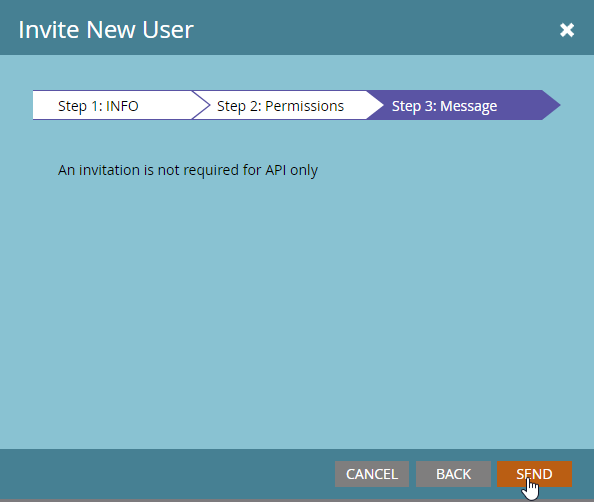 Invite New User
Step 1: INFO
Step 2: Permissions
Step 3: Message
An invitation is not required for API only
CANCEL
BACK
SEND